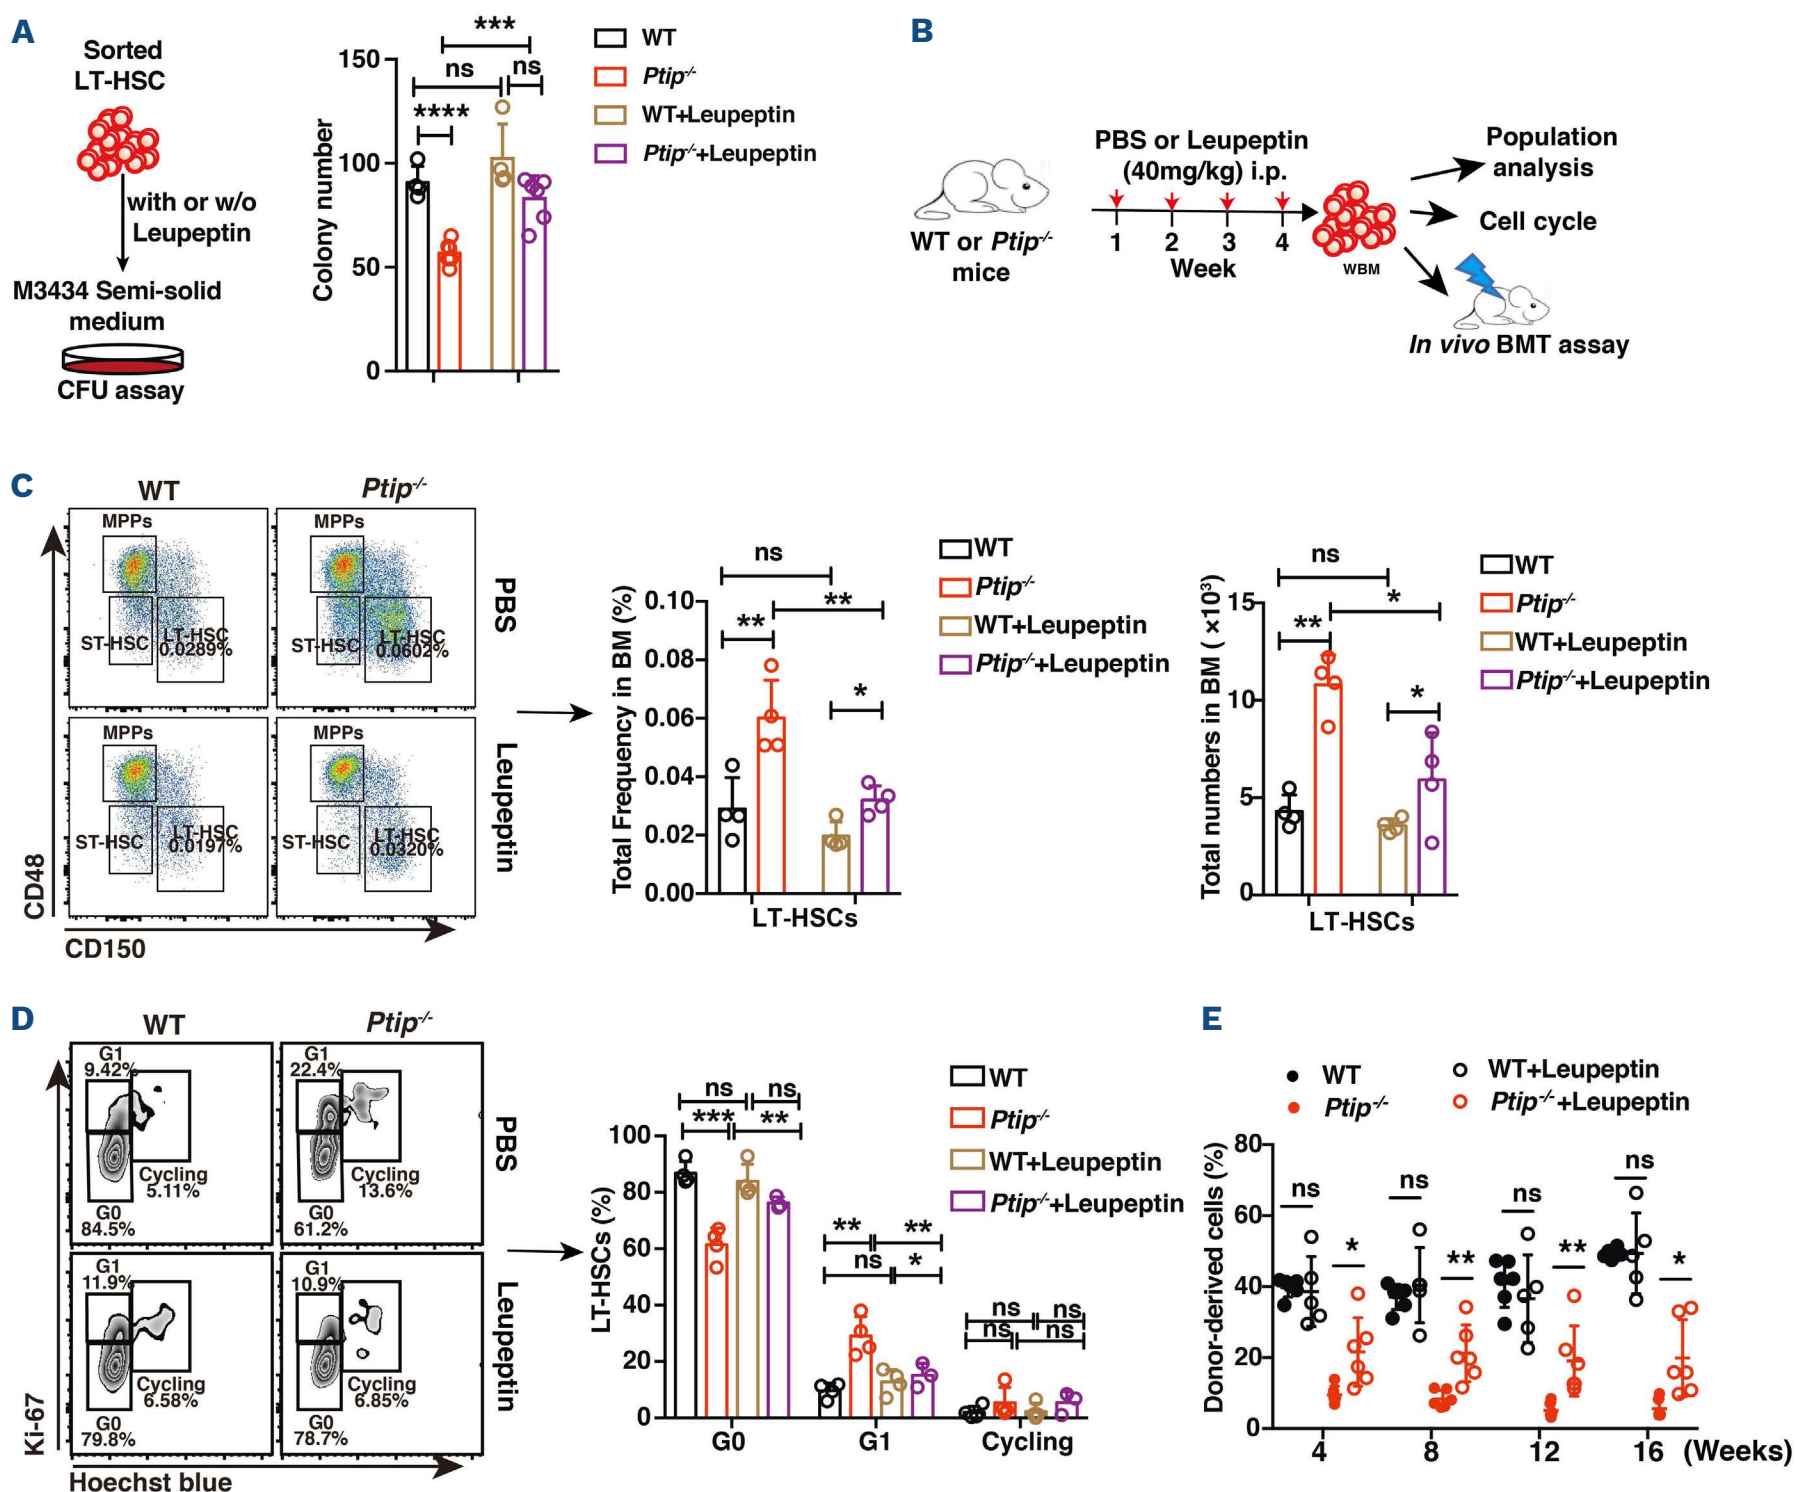 A
Sorted
LT-HSC
with or w/o
Leupeptin
M3434 Semi-solid
medium
CFU assay
Colony number
150
100
50
0
***
ns
ns
****
WT
Ptip-/-
WT+Leupeptin
Ptip-/-+Leupeptin
B
WT or Ptip-/-
mice
PBS or Leupeptin
(40mg/kg) i.p.
1 2 3 4
Week
WBM
Population
analysis
Cell cycle
In vivo BMT assay
C
WT
Ptip-/-
MPPs
ST-HSC
LT-HSC
0.0289%
MPPs
ST-HSC
LT-HSC
0.0602%
PBS
MPPs
ST-HSC
LT-HSC
0.0197%
MPPs
ST-HSC
LT-HSC
0.0320%
Leupeptin
CD48
CD150
Total Frequency in BM (%)
0.10
0.08
0.06
0.04
0.02
0.00
ns
**
**
*
LT-HSCs
WT
Ptip-/-
WT+Leupeptin
Ptip-/-+Leupeptin
Total numbers in BM ( ×10³)
15
10
5
0
ns
*
**
*
LT-HSCs
WT
Ptip-/-
WT+Leupeptin
Ptip-/-+Leupeptin
D
WT
Ptip-/-
G1
9.42%
Cycling
5.11%
G0
84.5%
G1
22.4%
Cycling
13.6%
G0
61.2%
PBS
G1
11.9%
Cycling
6.58%
G0
79.8%
G1
10.9%
Cycling
6.85%
G0
78.7%
Leupeptin
Ki-67
Hoechst blue
LT-HSCs (%)
100
80
60
40
20
0
ns ns
*** **
** **
ns *
ns ns
ns ns
G0 G1 Cycling
WT
Ptip-/-
WT+Leupeptin
Ptip-/-+Leupeptin
E
WT
Ptip-/-
WT+Leupeptin
Ptip-/-+Leupeptin
Donor-derived cells (%)
80
60
40
20
0
ns
*
ns
**
ns
**
ns
*
4 8 12 16 (Weeks)